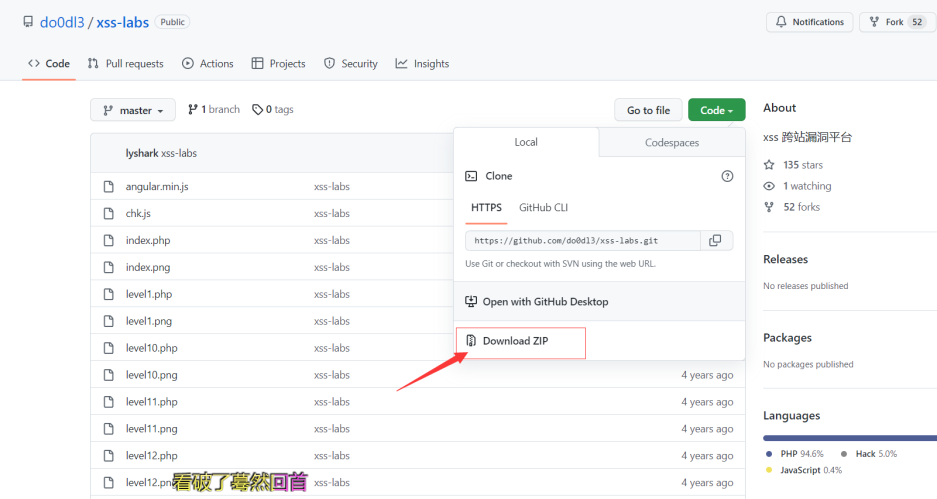 do0dl3 / xss-labs Public
Notifications Fork 52
Code Pull requests Actions Projects Security Insights
master 1 branch 0 tags Go to file Code
Local Codespaces
Clone
HTTPS GitHub CLI
https://github.com/do0dl3/xss-labs.git
Use Git or checkout with SVN using the web URL.
Open with GitHub Desktop
Download ZIP
lyshark xss-labs
angular.min.js xss-labs
chk.js xss-labs
index.php xss-labs
index.png xss-labs
level1.php xss-labs
level1.png xss-labs
level10.php xss-labs
level10.png xss-labs 4 years ago
level11.php xss-labs 4 years ago
level11.png xss-labs 4 years ago
level12.php xss-labs 4 years ago
level12.pn xss-labs 4 years ago
看破了蓦然回首
About
xss 跨站漏洞平台
135 stars
1 watching
52 forks
Releases
No releases published
Packages
No packages published
Languages
PHP 94.6% Hack 5.0%
JavaScript 0.4%